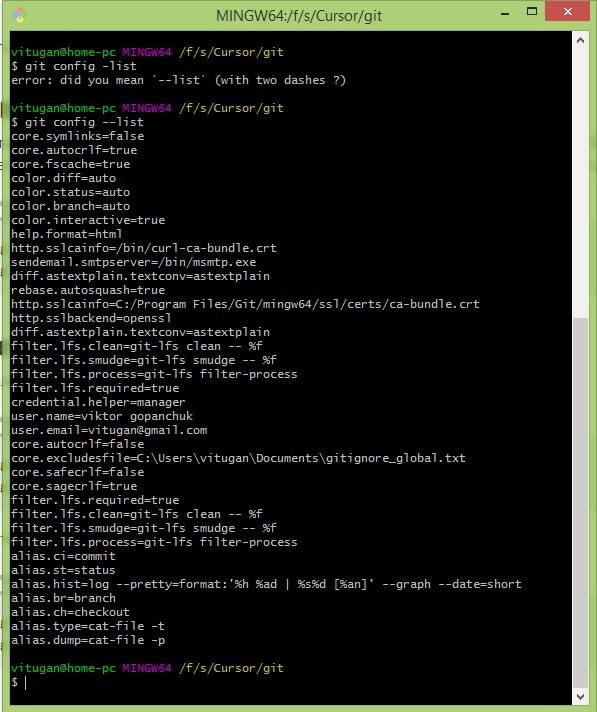 MINGW64:/f/s/Cursor/git
vitugan@home-pc MINGW64 /f/s/Cursor/git
$ git config -list
error: did you mean `--list` (with two dashes ?)
vitugan@home-pc MINGW64 /f/s/Cursor/git
$ git config --list
core.symlinks=false
core.autocrlf=true
core.fscache=true
color.diff=auto
color.status=auto
color.branch=auto
color.interactive=true
help.format=html
http.sslcainfo=/bin/curl-ca-bundle.crt
sendemail.smtpserver=/bin/msmtp.exe
diff.astextplain.textconv=astextplain
rebase.autosquash=true
http.sslcainfo=C:/Program Files/Git/mingw64/ssl/certs/ca-bundle.crt
http.sslbackend=openssl
diff.astextplain.textconv=astextplain
filter.lfs.clean=git-lfs clean -- %f
filter.lfs.smudge=git-lfs smudge -- %f
filter.lfs.process=git-lfs filter-process
filter.lfs.required=true
credential.helper=manager
user.name=viktor gopanchuk
user.email=vitugan@gmail.com
core.autocrlf=false
core.excludesfile=C:\Users\vitugan\Documents\gitignore_global.txt
core.safecrlf=false
core.sagecrlf=true
filter.lfs.required=true
filter.lfs.clean=git-lfs clean -- %f
filter.lfs.smudge=git-lfs smudge -- %f
filter.lfs.process=git-lfs filter-process
alias.ci=commit
alias.st=status
alias.hist=log --pretty=format:'%h %ad | %s%d [%an]' --graph --date=short
alias.br=branch
alias.ch=checkout
alias.type=cat-file -t
alias.dump=cat-file -p
vitugan@home-pc MINGW64 /f/s/Cursor/git
$